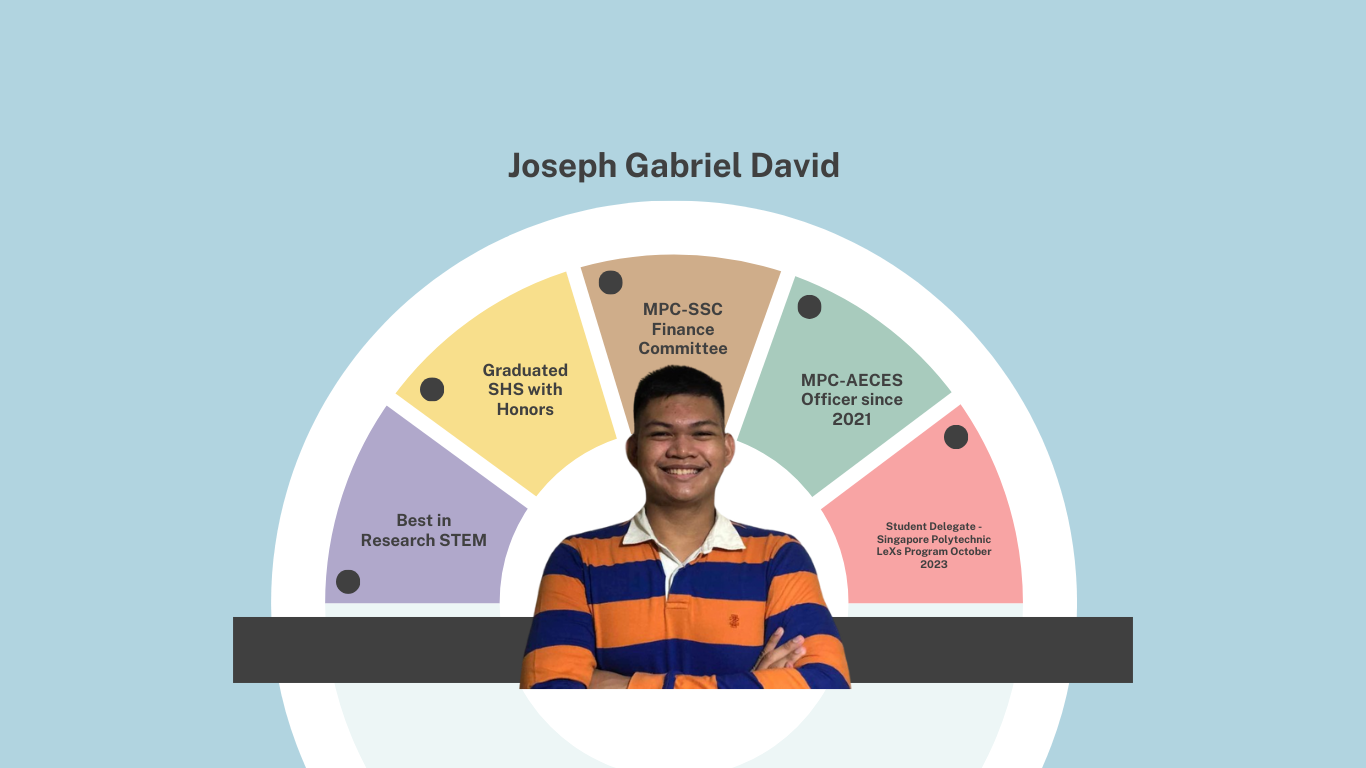 Joseph Gabriel David
MPC-SSC
Finance
Committee
Graduated
SHS with
Honors
MPC-AECES
Officer since
2021
Best in
Research STEM
Student Delegate -
Singapore Polytechnic
LeXs Program October
2023